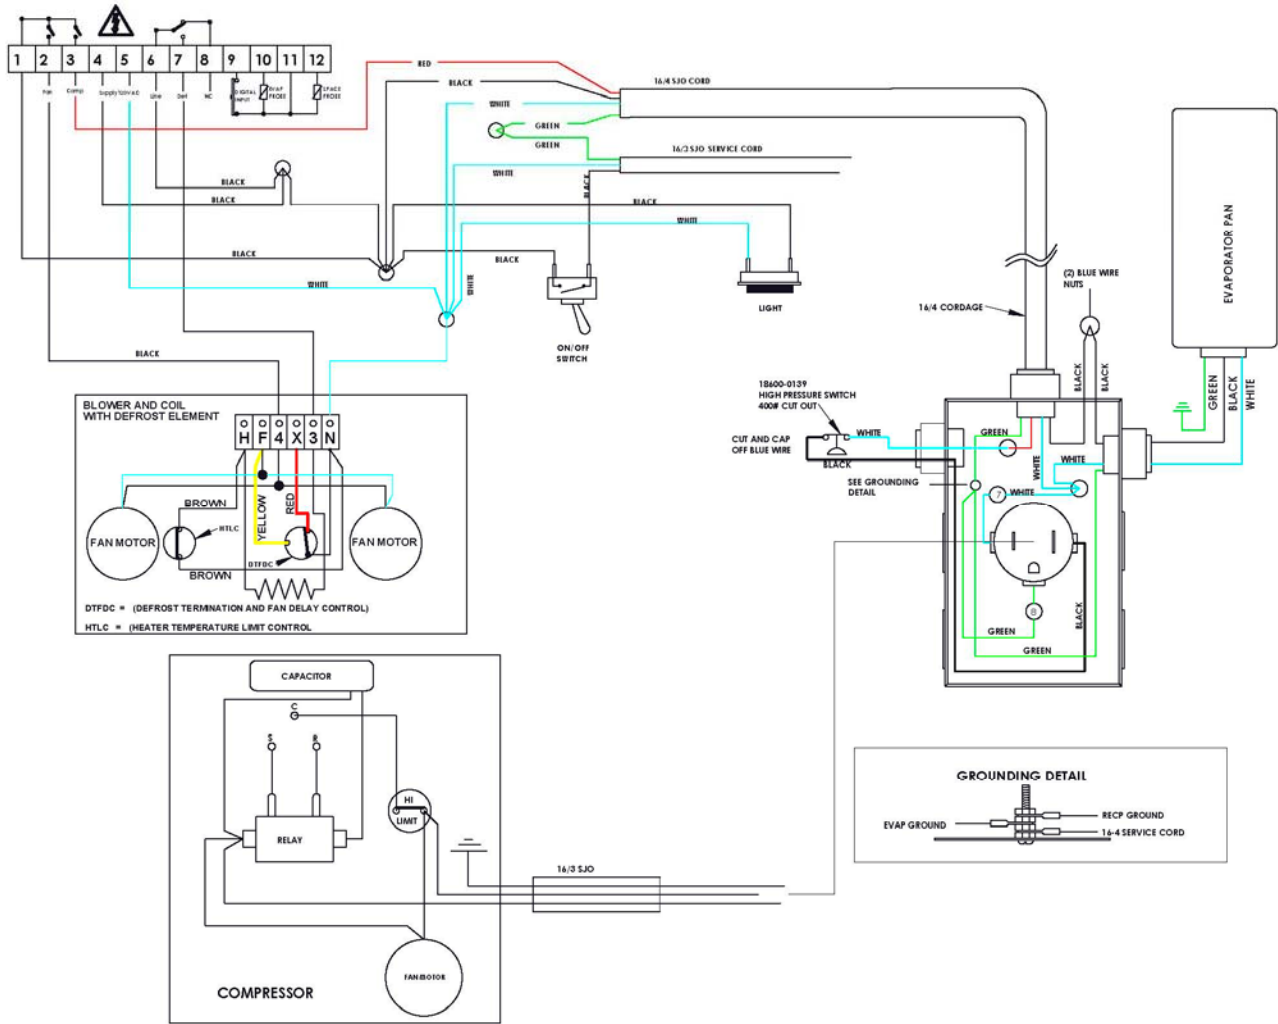 1 2 3 4 5 6 7 8 9 10 11 12
Fan
Comp
Supply 120V AC
Line
Def
NC
DIGITAL
INPUT
EVAP
PROBE
SPACE
PROBE
RED
BLACK
WHITE
GREEN
GREEN
WHITE
16/4 SJO CORD
16/3 SJO SERVICE CORD
BLACK
BLACK
BLACK
BLACK
WHITE
BLACK
BLACK
WHITE
WHITE
BLACK
ON/OFF
SWITCH
LIGHT
16/4 CORDAGE
(2) BLUE WIRE
NUTS
EVAPORATOR PAN
GREEN
BLACK
WHITE
BLACK
BLACK
18600-0139
HIGH PRESSURE SWITCH
400# CUT OUT
CUT AND CAP
OFF BLUE WIRE
WHITE
BLACK
SEE GROUNDING
DETAIL
GREEN
WHITE
WHITE
7
WHITE
8
GREEN
BLACK
GREEN
BLOWER AND COIL
WITH DEFROST ELEMENT
H F 4 X 3 N
BROWN
YELLOW
RED
FAN MOTOR
HTLC
DTFDC
FAN MOTOR
BROWN
DTFDC = (DEFROST TERMINATION AND FAN DELAY CONTROL)
HTLC = (HEATER TEMPERATURE LIMIT CONTROL
CAPACITOR
C
S
R
HI
LIMIT
RELAY
16/3 SJO
FAN MOTOR
COMPRESSOR
GROUNDING DETAIL
EVAP GROUND
RECP GROUND
16-4 SERVICE CORD